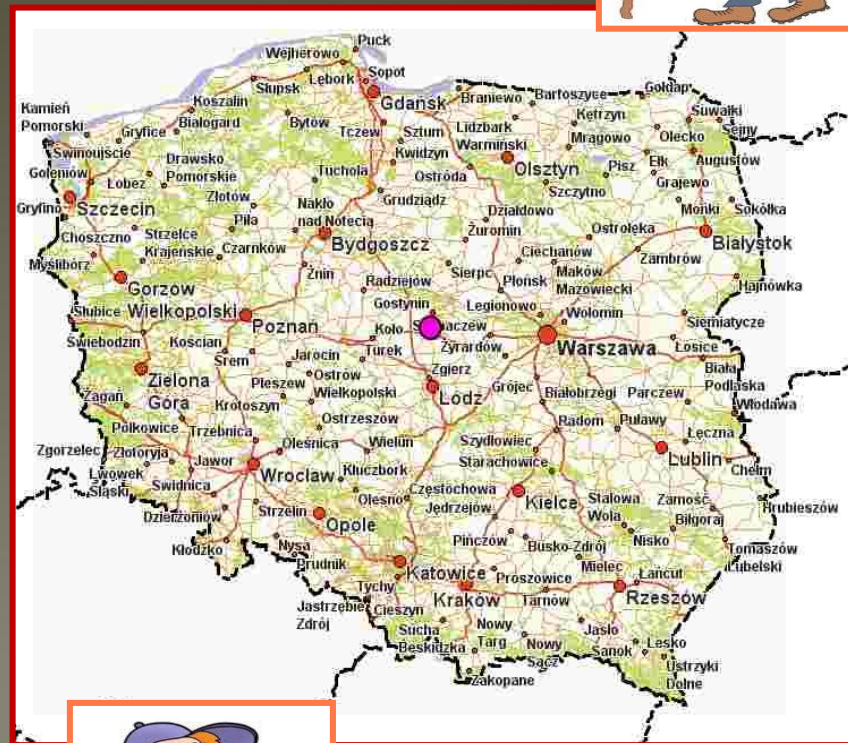 Puck
Wejherowo
Sopot
Lębork
Słupsk
Gdańsk
Braniewo
Bartoszyce
Gołdap
Koszalin
Suwałki
Kamień
Pomorski
Białogard
Gryfice
Bytów
Tczew
Sztum
Lidzbark
Warmiński
Kętrzyn
Mrągowo
Olecko
Sejny
Świnoujście
Goleniów
Drawsko
Pomorskie
Kwidzyn
Ostróda
Olsztyn
Pisz
Ełk
Augustów
Łobez
Tuchola
Szczytno
Grajewo
Gryfino
Szczecin
Złotów
Nakło
nad Notecią
Grudziądz
Działdowo
Mońki
Sokółka
Choszczno
Strzelce
Krajeńskie
Piła
Czarnków
Bydgoszcz
Żuromin
Ostrołęka
Białystok
Myślibórz
Ciechanów
Zambrów
Żnin
Sierpc
Płońsk
Maków
Mazowiecki
Hajnówka
Gorzow
Wielkopolski
Radziejów
Gostynin
Legionowo
Wołomin
Słubice
Poznan
Koło
Siemiatycze
Świebodzin
Kościan
Turek
Żyrardów
Warszawa
Łosice
Śrem
Jarocin
Zgierz
Biała
Podlaska
Zielona
Góra
Pleszew
Ostrów
Wielkopolski
Łódz
Grójec
Białobrzegi
Parczew
Włodawa
Żagań
Krotoszyn
Polkowice
Trzebnica
Ostrzeszów
Radom
Puławy
Łęczna
Zgorzelec
Złotoryja
Oleśnica
Wieluń
Szydłowiec
Lublin
Chełm
Lwówek
Śląski
Jawor
Wrocław
Kluczbork
Starachowice
Świdnica
Olesno
Częstochowa
Kielce
Stalowa
Wola
Zamość
Hrubieszów
Dzierżoniów
Strzelin
Opole
Jędrzejów
Biłgoraj
Kłodzko
Nysa
Pińczów
Busko-Zdrój
Nisko
Tomaszów
Lubelski
Prudnik
Katowice
Tychy
Proszowice
Mielec
Łańcut
Jastrzębie
Zdrój
Cieszyn
Kraków
Tarnów
Rzeszów
Sucha
Beskidzka
Nowy
Targ
Nowy
Sącz
Jasło
Sanok
Lesko
Ustrzyki
Dolne
Zakopane